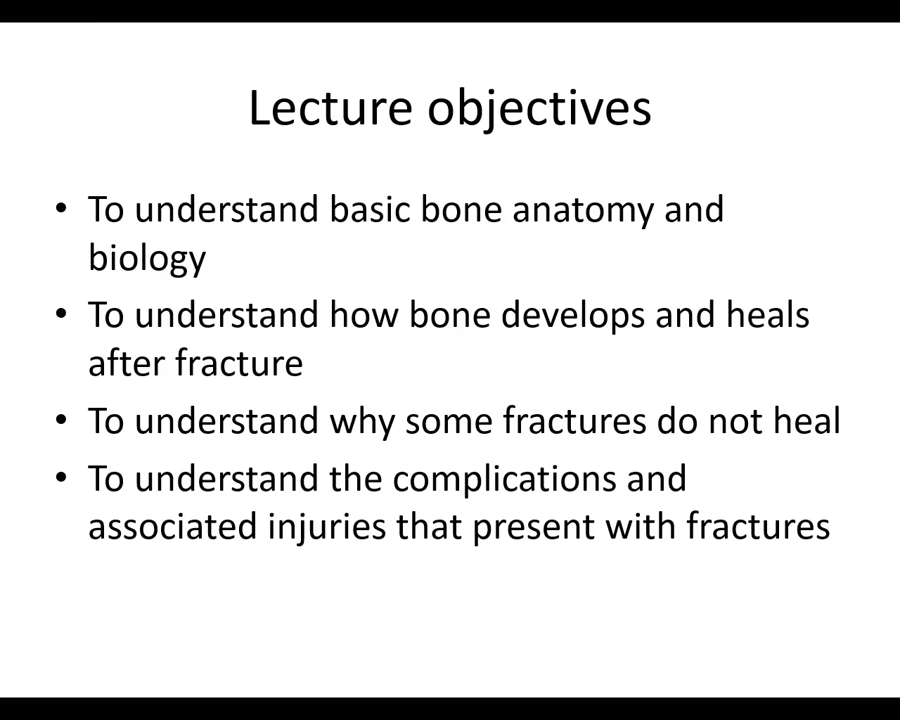 Lecture objectives
• To understand basic bone anatomy and
biology
• To understand how bone develops and heals
after fracture
• To understand why some fractures do not heal
• To understand the complications and
associated injuries that present with fractures